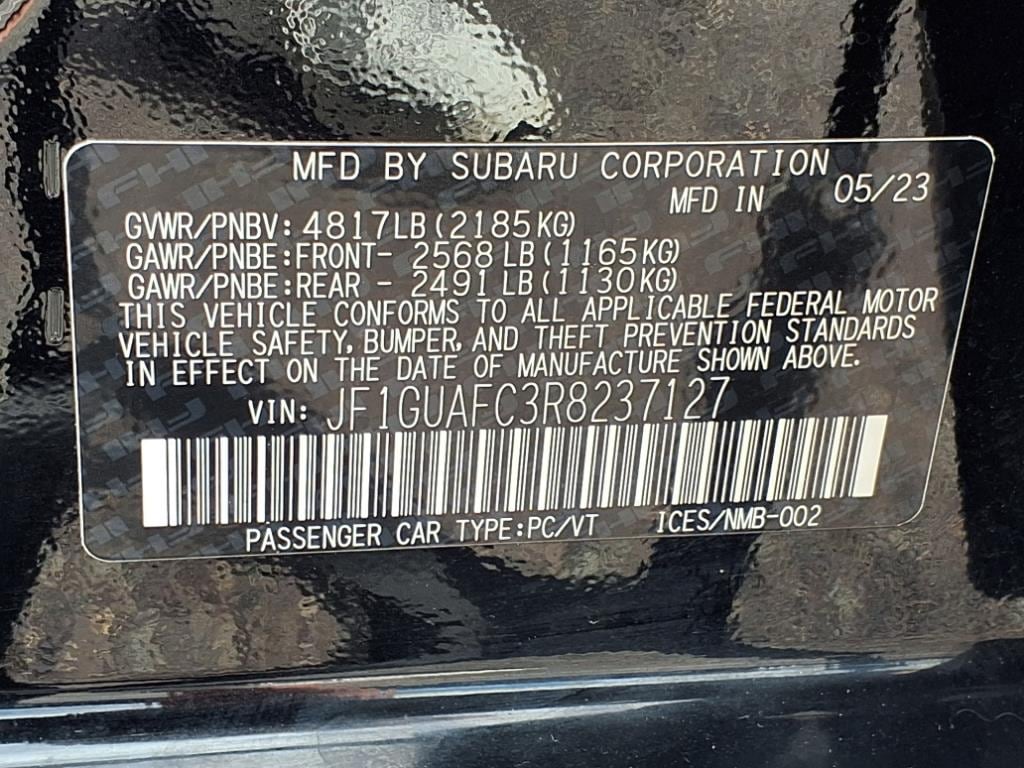 MFD BY SUBARU CORPORATION
MFD IN 05/23
GVWR/PNBV: 4817LB(2185KG)
GAWR/PNBE:FRONT- 2568LB(1165KG)
GAWR/PNBE:REAR - 2491LB(1130KG)
THIS VEHICLE CONFORMS TO ALL APPLICABLE FEDERAL MOTOR
VEHICLE SAFETY, BUMPER, AND THEFT PREVENTION STANDARDS
IN EFFECT ON THE DATE OF MANUFACTURE SHOWN ABOVE.
VIN: JF1GUAFC3R8237127
PASSENGER CAR TYPE:PC/VT ICES/NMB-002